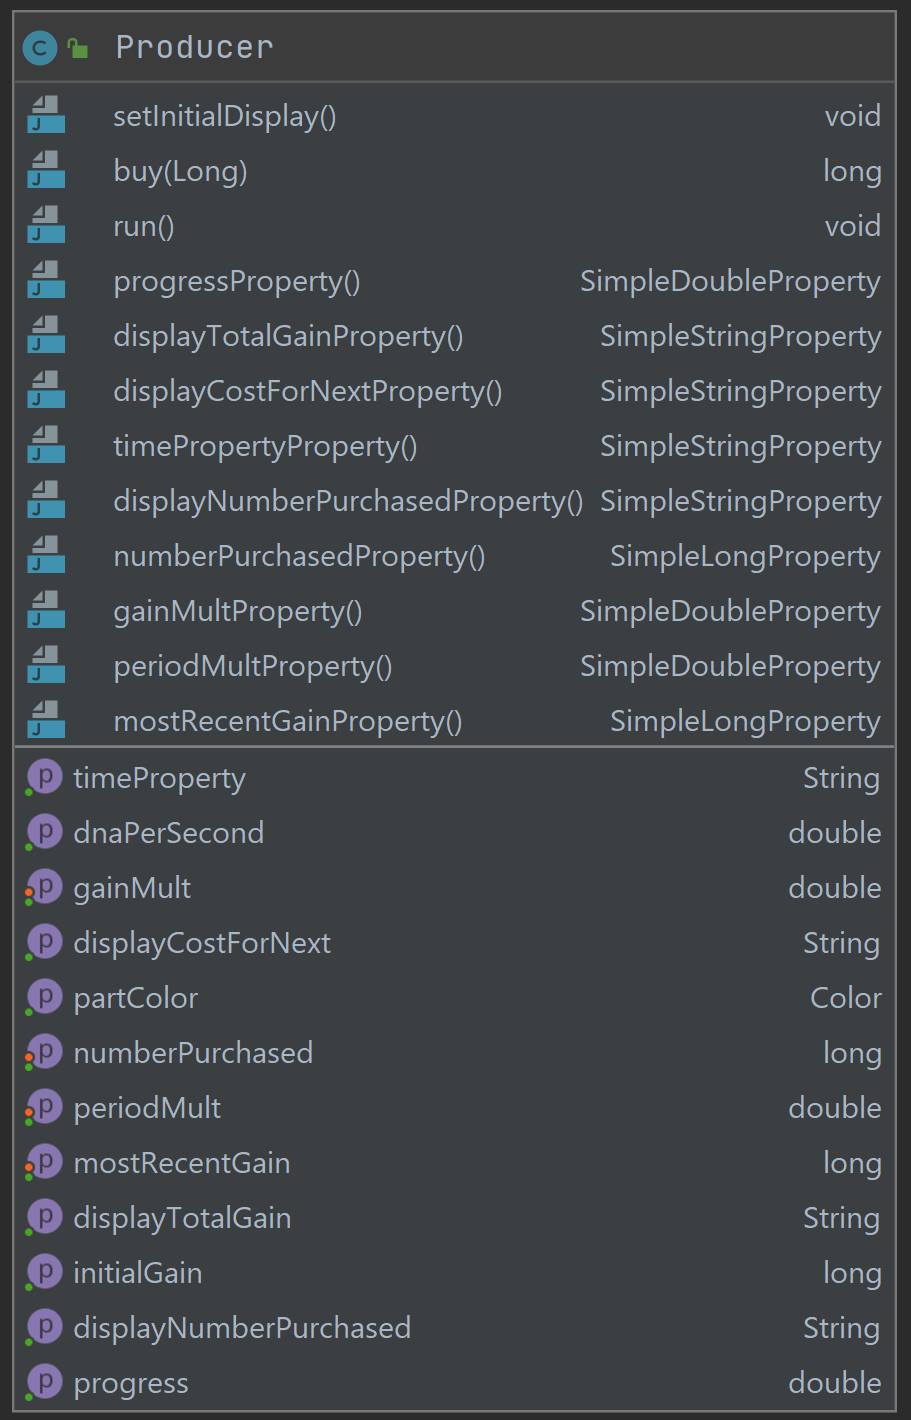 C Producer
J setInitialDisplay() void
J buy(Long) long
J run() void
J progressProperty() SimpleDoubleProperty
J displayTotalGainProperty() SimpleStringProperty
J displayCostForNextProperty() SimpleStringProperty
J timePropertyProperty() SimpleStringProperty
J displayNumberPurchasedProperty() SimpleStringProperty
J numberPurchasedProperty() SimpleLongProperty
J gainMultProperty() SimpleDoubleProperty
J periodMultProperty() SimpleDoubleProperty
J mostRecentGainProperty() SimpleLongProperty
p timeProperty String
p dnaPerSecond double
p gainMult double
p displayCostForNext String
p partColor Color
p numberPurchased long
p periodMult double
p mostRecentGain long
p displayTotalGain String
p initialGain long
p displayNumberPurchased String
p progress double